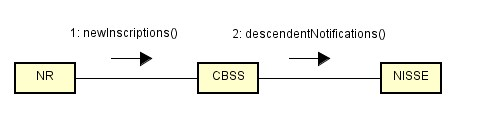 1: newInscriptions()
2: descendentNotifications()
NR
CBSS
NISSE